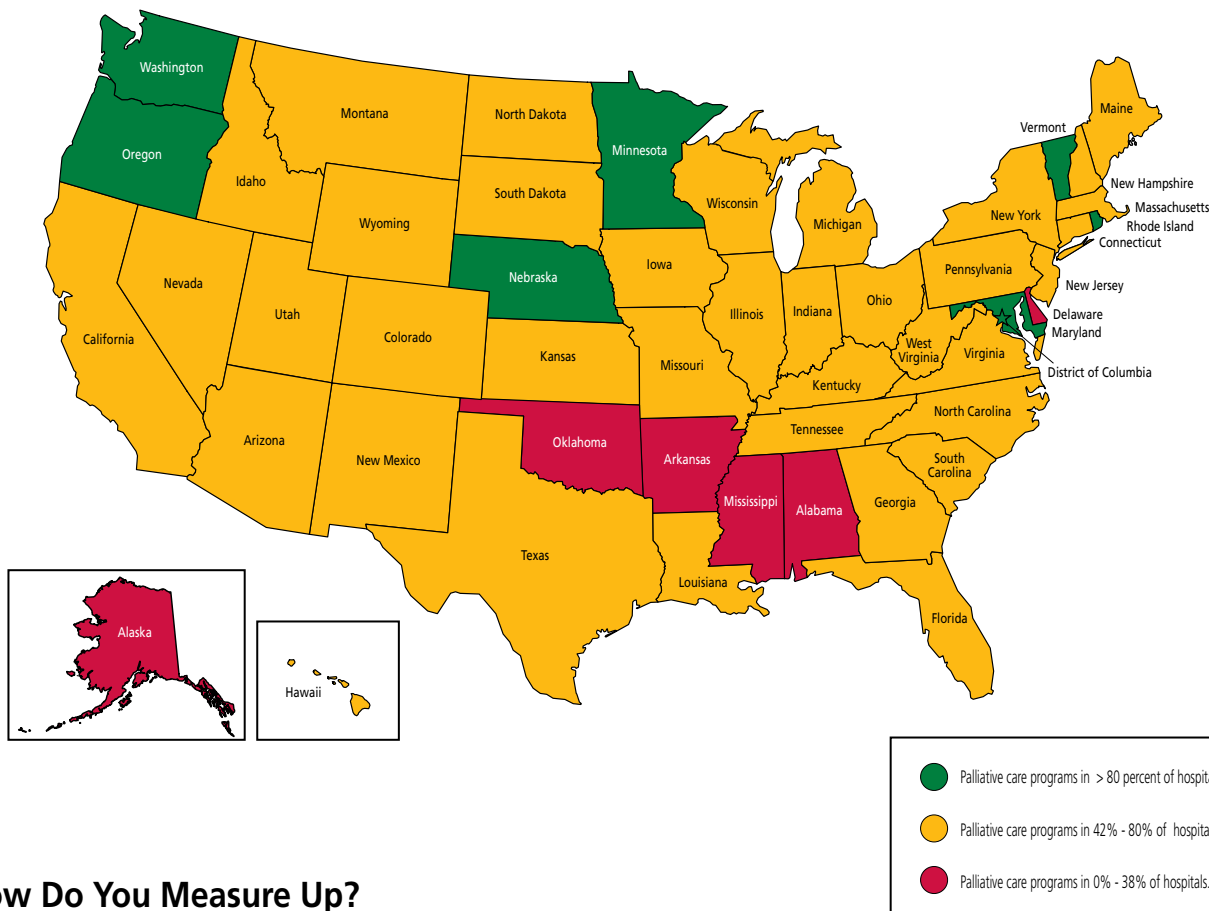 Washington
Montana
North Dakota
Minnesota
Vermont
Maine
Oregon
Idaho
South Dakota
Wisconsin
Michigan
New York
New Hampshire
Massachusetts
Rhode Island
Connecticut
Wyoming
Nebraska
Iowa
Pennsylvania
New Jersey
Nevada
Utah
Colorado
Illinois
Indiana
Ohio
Delaware
Maryland
California
Kansas
Missouri
West
Virginia
Virginia
Kentucky
District of Columbia
Arizona
New Mexico
Oklahoma
Arkansas
Tennessee
North Carolina
South
Carolina
Mississippi
Alabama
Georgia
Texas
Louisiana
Florida
Alaska
Hawaii
Palliative care programs in > 80 percent of hospita
Palliative care programs in 42% - 80% of hospita
Palliative care programs in 0% - 38% of hospitals.
ow Do You Measure Up?